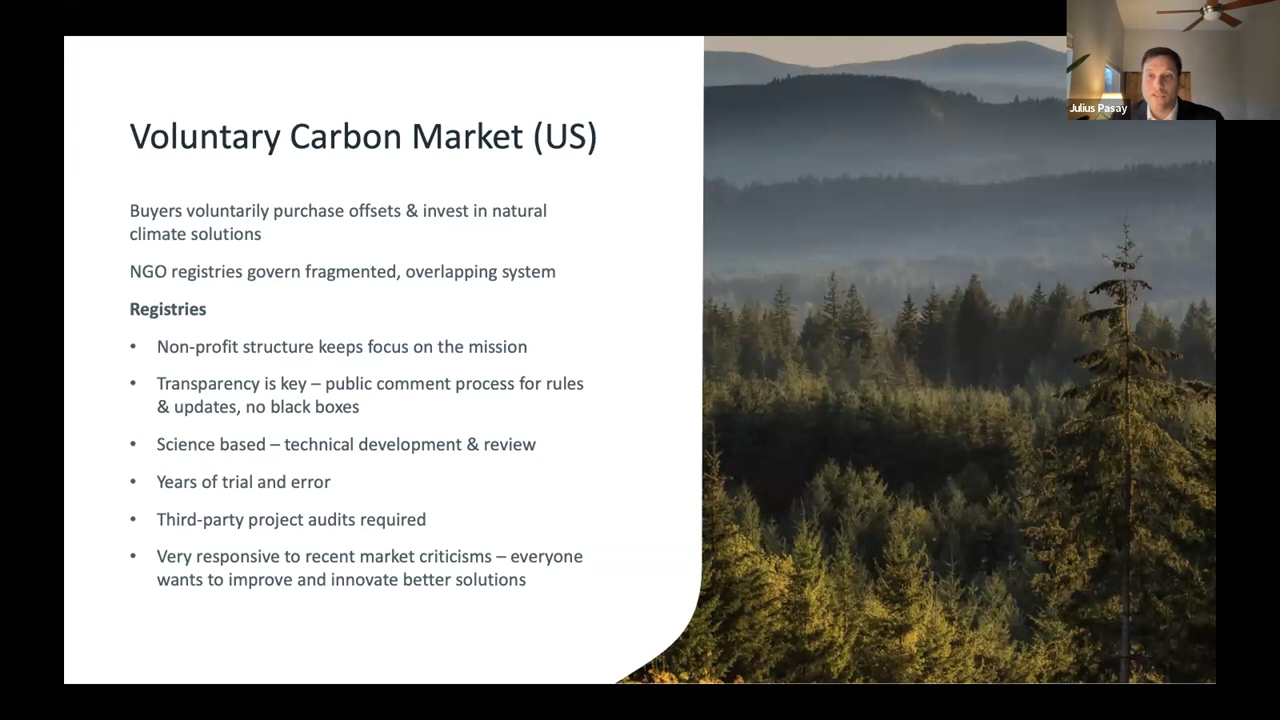 Voluntary Carbon Market (US)
Buyers voluntarily purchase offsets & invest in natural
climate solutions
NGO registries govern fragmented, overlapping system
Registries
• Non-profit structure keeps focus on the mission
• Transparency is key – public comment process for rules
& updates, no black boxes
• Science based – technical development & review
• Years of trial and error
• Third-party project audits required
• Very responsive to recent market criticisms – everyone
wants to improve and innovate better solutions
Julius Pasay